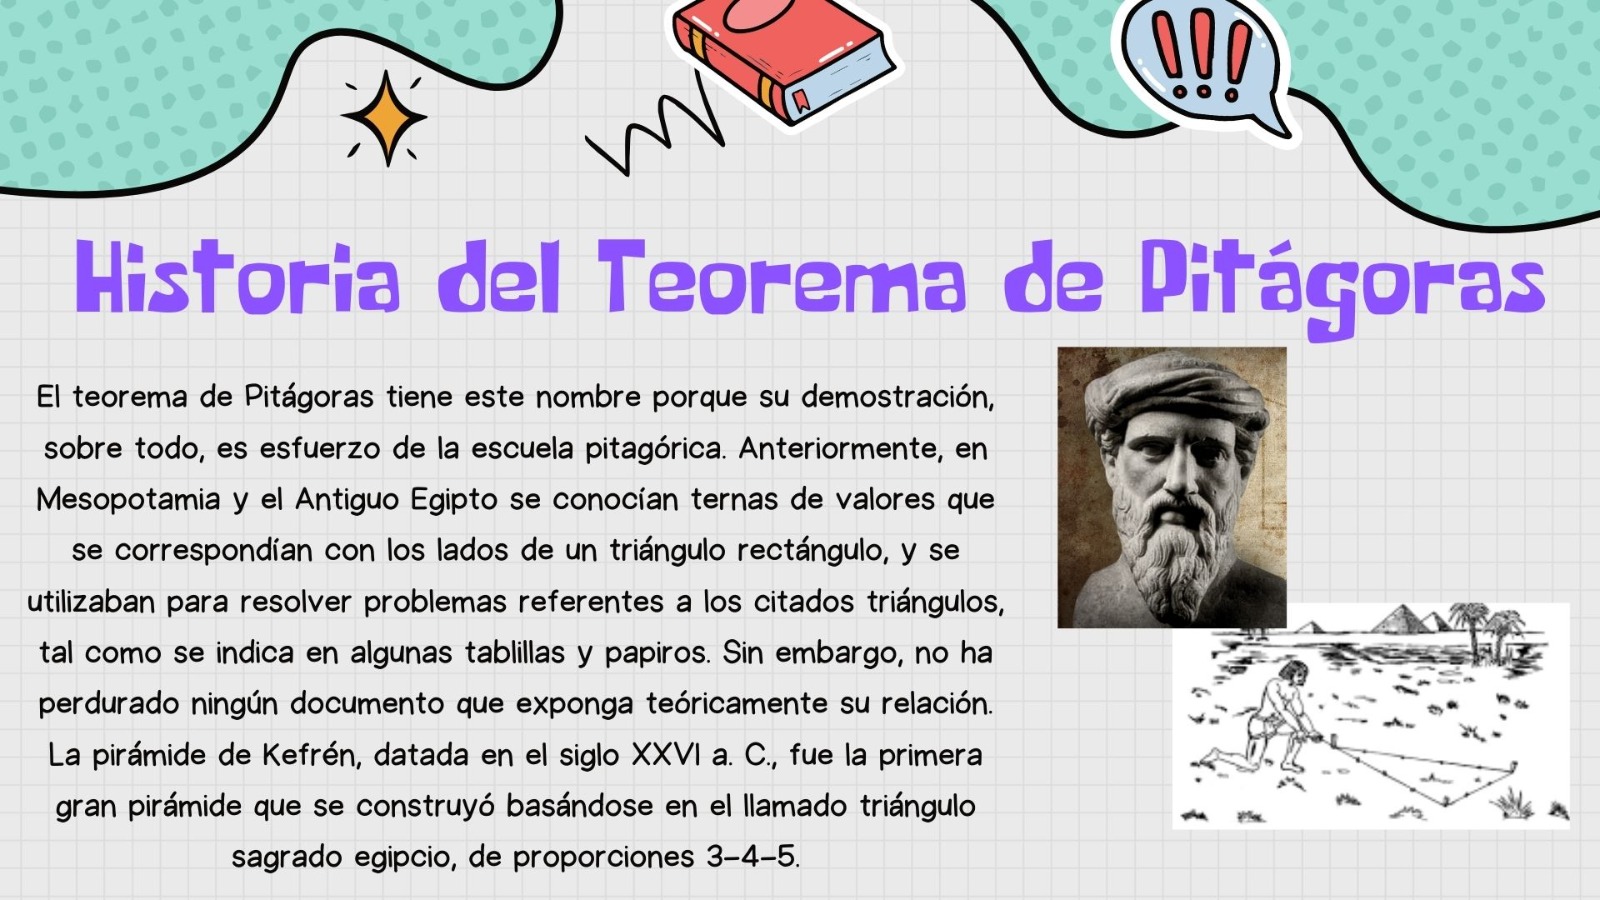 Historia del Teorema de Pitágoras
El teorema de Pitágoras tiene este nombre porque su demostración,
sobre todo, es esfuerzo de la escuela pitagórica. Anteriormente, en
Mesopotamia y el Antiguo Egipto se conocían ternas de valores que
se correspondían con los lados de un triángulo rectángulo, y se
utilizaban para resolver problemas referentes a los citados triángulos,
tal como se indica en algunas tablillas y papiros. Sin embargo, no ha
perdurado ningún documento que exponga teóricamente su relación.
La pirámide de Kefrén, datada en el siglo XXVI a. C., fue la primera
gran pirámide que se construyó basándose en el llamado triángulo
sagrado egipcio, de proporciones 3-4-5.